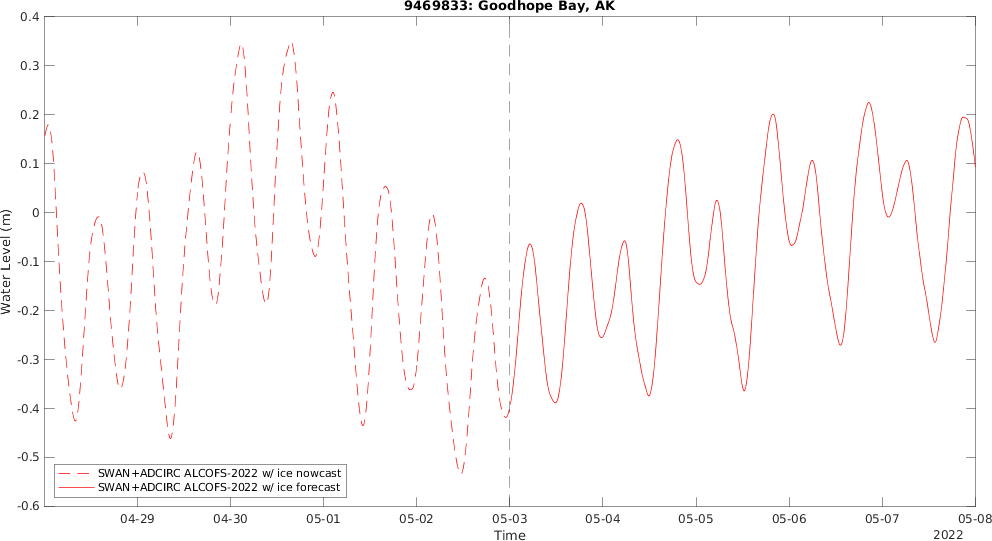 9469833: Goodhope Bay, AK
0.4
0.3
0.2
0.1
0
-0.1
-0.2
-0.3
-0.4
-0.5
-0.6
Water Level (m)
SWAN+ADCIRC ALCOFS-2022 w/ ice nowcast
SWAN+ADCIRC ALCOFS-2022 w/ ice forecast
04-29 04-30 05-01 05-02 05-03 05-04 05-05 05-06 05-07 05-08
Time
2022